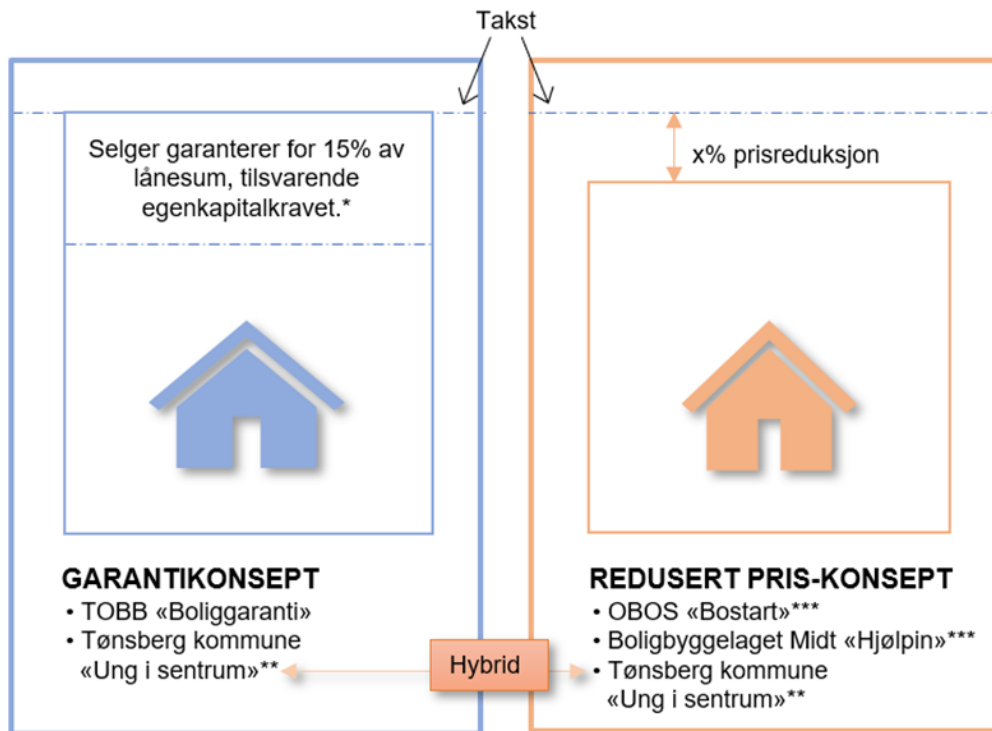 Takst
Selger garanterer for 15% av
lånesum, tilsvarende
egenkapitalkravet.*
x% prisreduksjon
GARANTIKONSEPT
• TOBB «Boliggaranti»
• Tønsberg kommune
«Ung i sentrum»**
Hybrid
REDUSERT PRIS-KONSEPT
• OBOS «Bostart»***
• Boligbyggelaget Midt «Hjølpin»***
• Tønsberg kommune
«Ung i sentrum»**